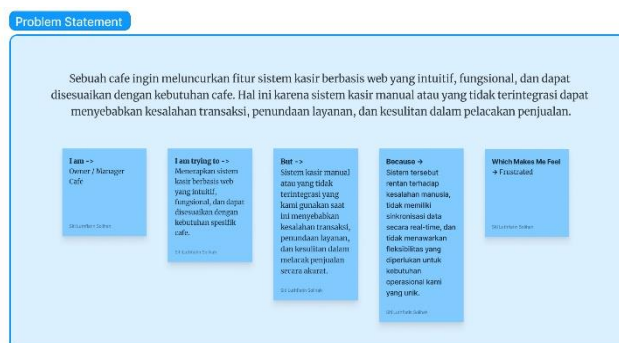 Problem Statement
Sebuah cafe ingin meluncurkan fitur sistem kasir berbasis web yang intuitif, fungsional, dan dapat
disesuaikan dengan kebutuhan cafe. Hal ini karena sistem kasir manual atau yang tidak terintegrasi dapat
menyebabkan kesalahan transaksi, penundaan layanan, dan kesulitan dalam pelacakan penjualan.
I am ->
Owner / Manager
Cafe
I am trying to ->
Menerapkan sistem
kasir berbasis web
yang intuitif,
fungsional, dan dapat
disesuaikan dengan
kebutuhan spesifik
cafe.
But ->
Sistem kasir manual
atau yang tidak
terintegrasi yang
kami gunakan saat
ini menyebabkan
kesalahan transaksi,
penundaan layanan,
dan kesulitan dalam
melacak penjualan
secara akurat.
Because →
Sistem tersebut
rentan terhadap
kesalahan manusia,
tidak memiliki
sinkronisasi data
secara real-time, dan
tidak menawarkan
fleksibilitas yang
diperlukan untuk
kebutuhan
operasional kami
yang unik.
Which Makes Me Feel
→ Frustrated